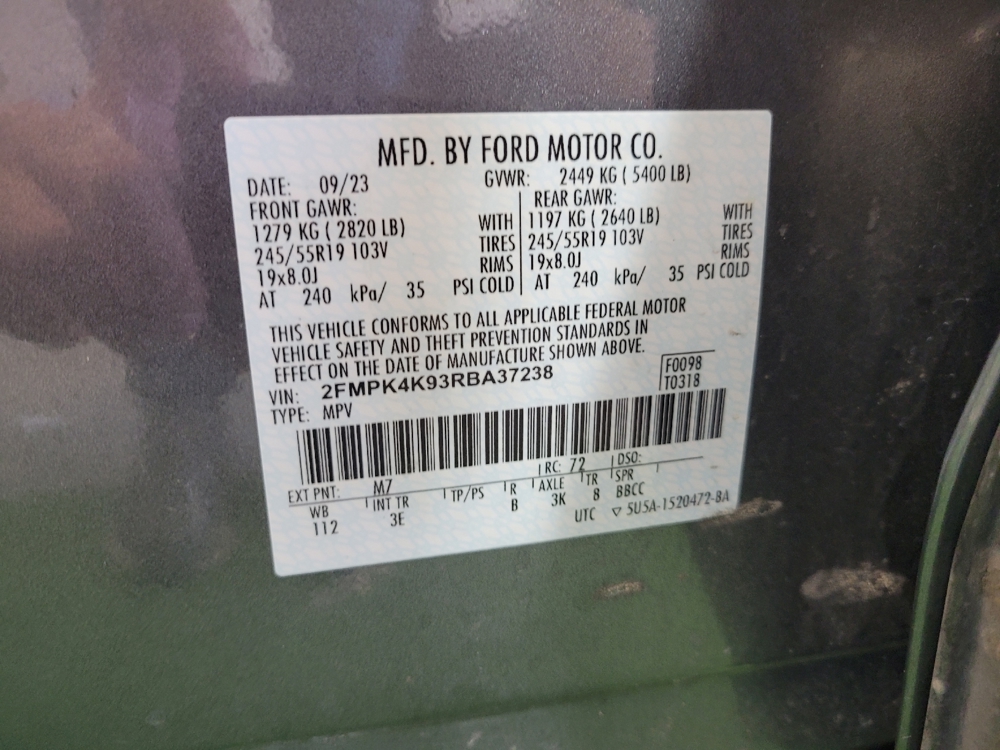 MFD. BY FORD MOTOR CO.
DATE: 09/23 GVWR: 2449 KG ( 5400 LB)
FRONT GAWR: REAR GAWR:
1279 KG ( 2820 LB) WITH 1197 KG ( 2640 LB) WITH
245/55R19 103V TIRES 245/55R19 103V TIRES
19x8.0J RIMS 19x8.0J RIMS
AT 240 kPa/ 35 PSI COLD AT 240 kPa/ 35 PSI COLD
THIS VEHICLE CONFORMS TO ALL APPLICABLE FEDERAL MOTOR
VEHICLE SAFETY AND THEFT PREVENTION STANDARDS IN
EFFECT ON THE DATE OF MANUFACTURE SHOWN ABOVE.
VIN: 2FMPK4K93RBA37238 F0098
TYPE: MPV T0318
EXT PNT: M7 RC: 72 DSO:
WB INT TR TP/PS R AXLE TR SPR
112 3E B 3K 8 BBCC
UTC ▽ 5U5A-1520472-BA